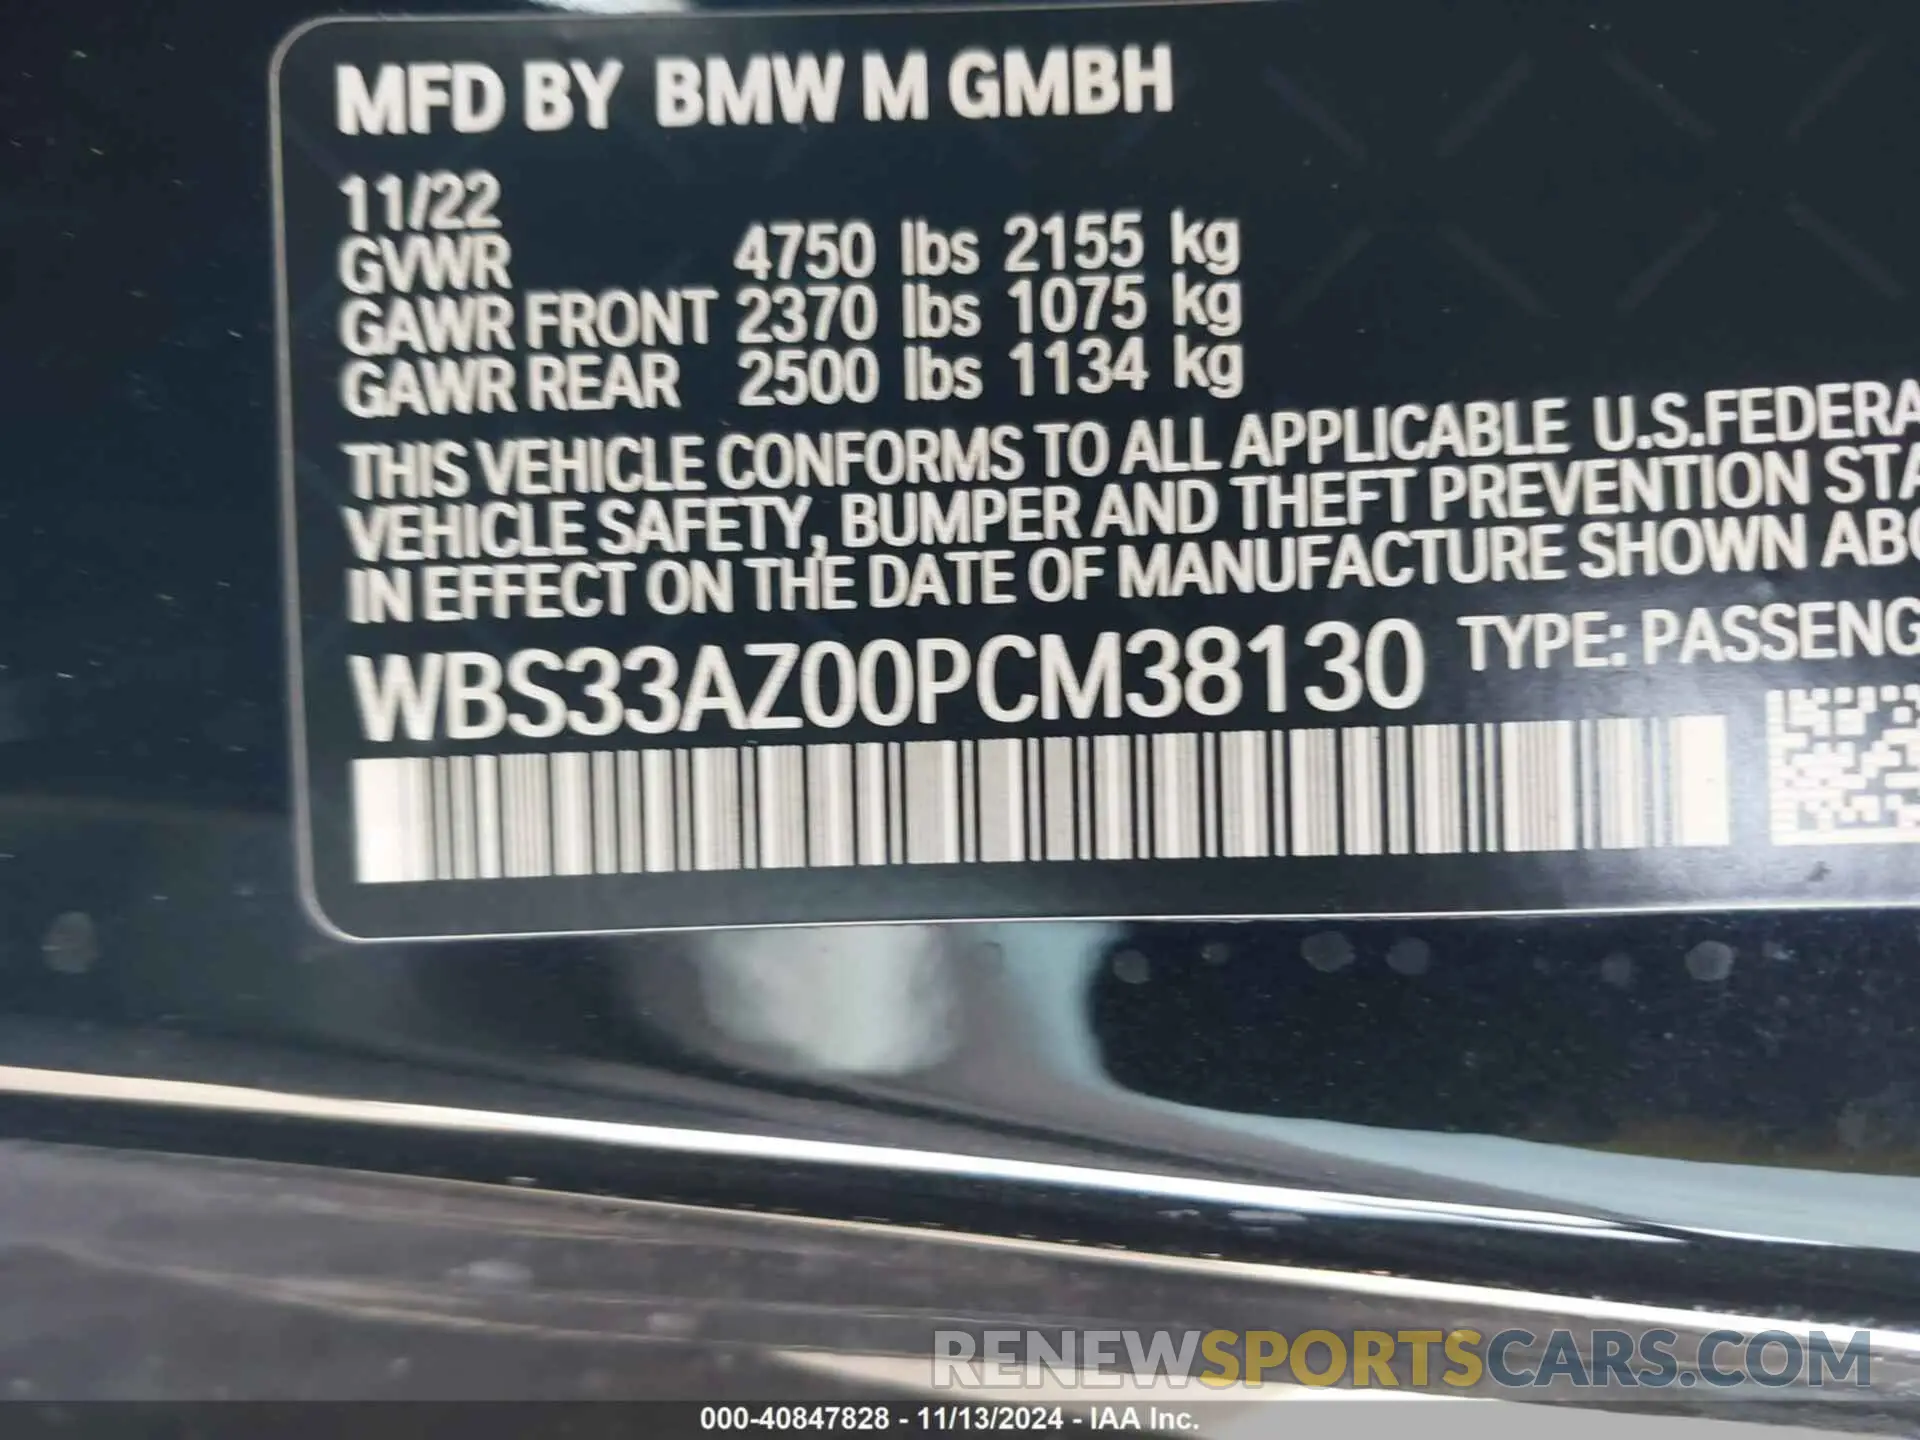 MFD BY BMW M GMBH
11/22
GVWR 4750 lbs 2155 kg
GAWR FRONT 2370 lbs 1075 kg
GAWR REAR 2500 lbs 1134 kg
THIS VEHICLE CONFORMS TO ALL APPLICABLE U.S.FEDERA
VEHICLE SAFETY, BUMPER AND THEFT PREVENTION STA
IN EFFECT ON THE DATE OF MANUFACTURE SHOWN ABO
WBS33AZ00PCM38130 TYPE: PASSENG
RENEWSPORTSCARS.COM
000-40847828 - 11/13/2024 - IAA Inc.